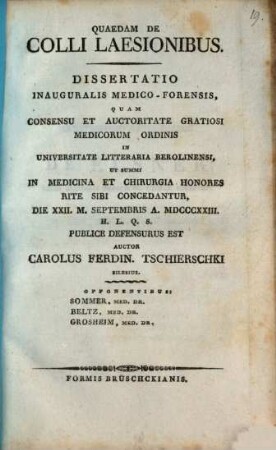 19.
QUAEDAM DE
COLLI LAESIONIBUS.
DISSERTATIO
INAUGURALIS MEDICO-FORENSIS,
QUAM
CONSENSU ET AUCTORITATE GRATIOSI
MEDICORUM ORDINIS
IN
UNIVERSITATE LITTERARIA BEROLINENSI,
UT SUMMI
IN MEDICINA ET CHIRURGIA HONORES
RITE SIBI CONCEDANTUR,
DIE XXII. M. SEPTEMBRIS A. MDCCCXXIII.
H. L. Q. S.
PUBLICE DEFENSURUS EST
AUCTOR
CAROLUS FERDIN. TSCHIERSCHKI
SILESIUS.
OPPONENTIBUS:
SOMMER, MED. DR.
BELTZ, MED. DR.
GROSHEIM, MED. DR.
FORMIS BRÜSCHCKIANIS.